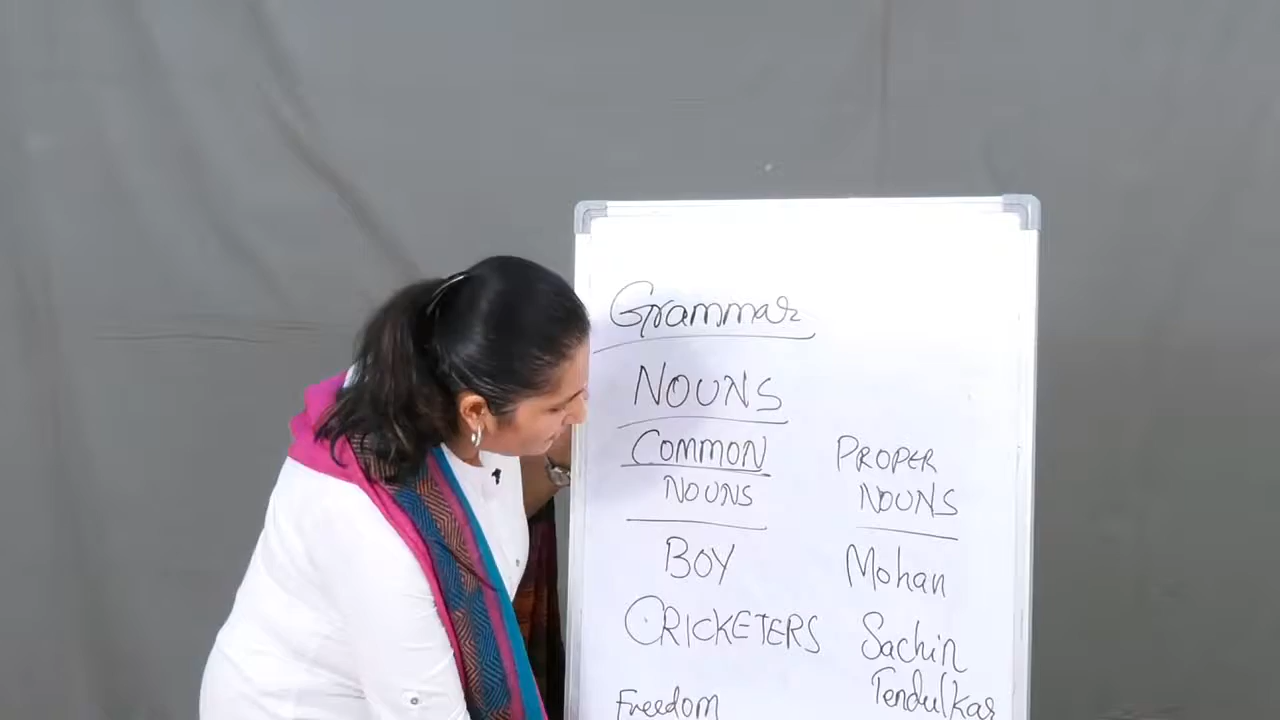 Grammar
NOUNS
COMMON
NOUNS
BOY
CRICKETERS
Freedom
PROPER
NOUNS
Mohan
Sachin
Tendulkar